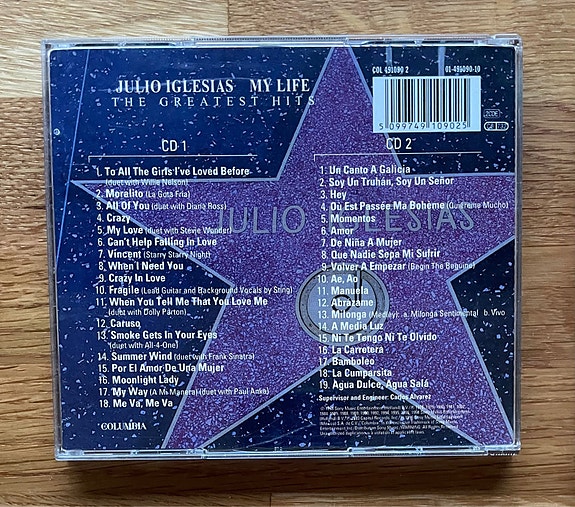 JULIO IGLESIAS MY LIFE
THE GREATEST HITS
COL 491090 2
01-491090-10
5 099749 109025
CD 1
1. To All The Girls I've Loved Before
(duet with Willie Nelson)
2. Moralito (La Gota Fria)
3. All Of You (duet with Diana Ross)
4. Crazy
5. My Love (duet with Stevie Wonder)
6. Can't Help Falling In Love
7. Vincent (Starry Starry Night)
8. When I Need You
9. Crazy In Love
10. Fragile (Lead Guitar and Background Vocals by Sting)
11. When You Tell Me That You Love Me
(duet with Dolly Parton)
12. Caruso
13. Smoke Gets In Your Eyes
(duet with All-4-One)
14. Summer Wind (duet with Frank Sinatra)
15. Por El Amor De Una Mujer
16. Moonlight Lady
17. My Way (A Mi Manera) (duet with Paul Anka)
18. Me Va, Me Va
COLUMBIA
CD 2
1. Un Canto A Galicia
2. Soy Un Truhán, Soy Un Señor
3. Hey
4. Où Est Passée Ma Bohème (Quiéreme Mucho)
5. Momentos
6. Amor
7. De Niña A Mujer
8. Que Nadie Sepa Mi Sufrir
9. Volver A Empezar (Begin The Beguine)
10. Ae, Ao
11. Manuela
12. Abrázame
13. Milonga (Medley): a. Milonga Sentimental b. Vivo
14. A Media Luz
15. Ni Te Tengo Ni Te Olvido
16. La Carretera
17. Bamboleo
18. La Cumparsita
19. Agua Dulce, Agua Salá
Supervisor and Engineer: Carlos Alvarez
JULIO IGLESIAS